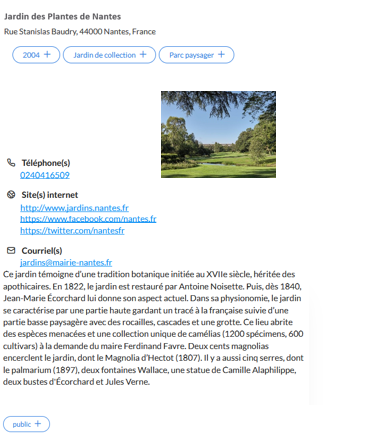 Jardin des Plantes de Nantes
Rue Stanislas Baudry, 44000 Nantes, France
2004 +
Jardin de collection +
Parc paysager +
Téléphone(s)
0240416509
Site(s) internet
http://www.jardins.nantes.fr
https://www.facebook.com/nantes.fr
https://twitter.com/nantesfr
Courriel(s)
jardins@mairie-nantes.fr
Ce jardin témoigne d'une tradition botanique initiée au XVIIe siècle, héritée des
apothicaires. En 1822, le jardin est restauré par Antoine Noisette. Puis, dès 1840,
Jean-Marie Écorchard lui donne son aspect actuel. Dans sa physionomie, le jardin
se caractérise par une partie haute gardant un tracé à la française suivie d'une
partie basse paysagère avec des rocailles, cascades et une grotte. Ce lieu abrite
des espèces menacées et une collection unique de camélias (1200 spécimens, 600
cultivars) à la demande du maire Ferdinand Favre. Deux cents magnolias
encerclent le jardin, dont le Magnolia d'Hectot (1807). Il y a aussi cinq serres, dont
le palmarium (1897), deux fontaines Wallace, une statue de Camille Alaphilippe,
deux bustes d'Écorchard et Jules Verne.
public +